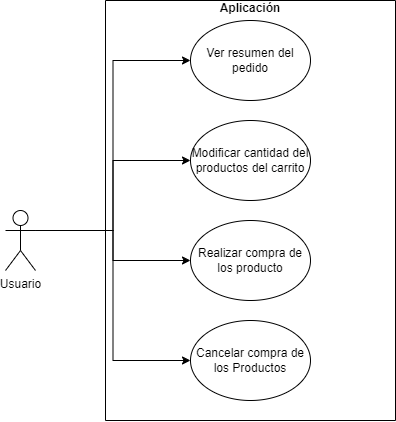 Aplicación
Ver resumen del
pedido
Modificar cantidad del
productos del carrito
Realizar compra de
los producto
Usuario
Cancelar compra de
los Productos